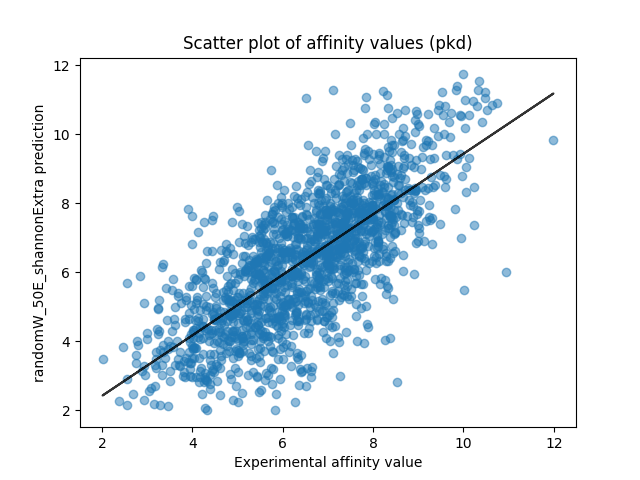 Scatter plot of affinity values (pkd)
12
10
8
6
4
2
randomW_50E_shannonExtra prediction
2 4 6 8 10 12
Experimental affinity value